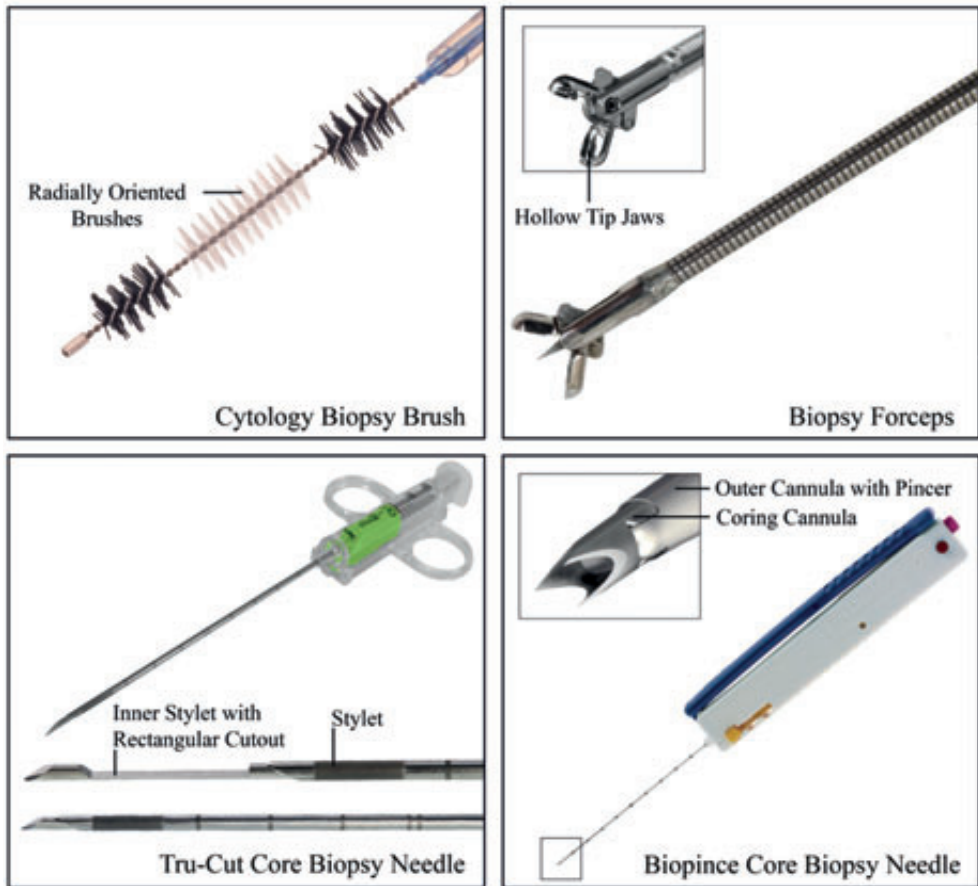 Radially Oriented
Brushes
Cytology Biopsy Brush
Hollow Tip Jaws
Biopsy Forceps
Inner Stylet with
Rectangular Cutout
Stylet
Tru-Cut Core Biopsy Needle
Outer Cannula with Pincer
Coring Cannula
Biopince Core Biopsy Needle